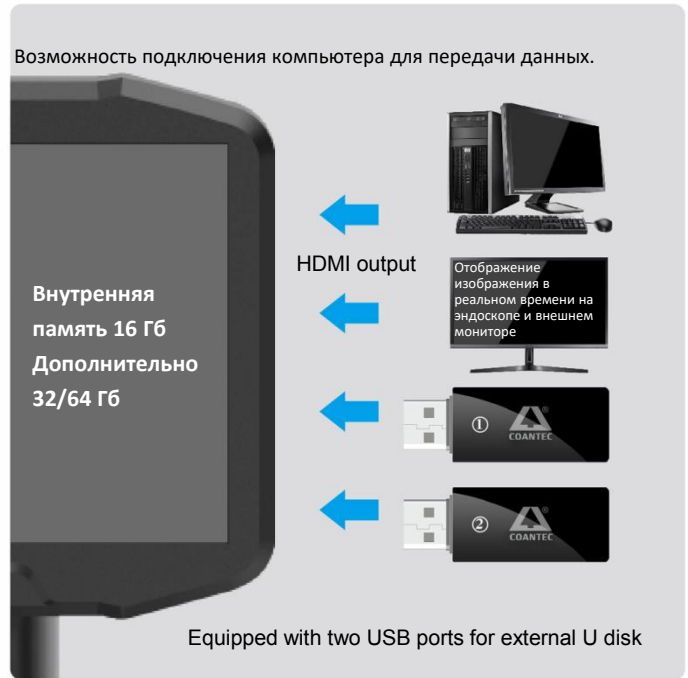 Возможность подключения компьютера для передачи данных.
HDMI output
Отображение
изображения в
реальном времени на
эндоскопе и внешнем
мониторе
Внутренняя
память 16 Гб
Дополнительно
32/64 Гб
① COANTEC®
② COANTEC®
Equipped with two USB ports for external U disk